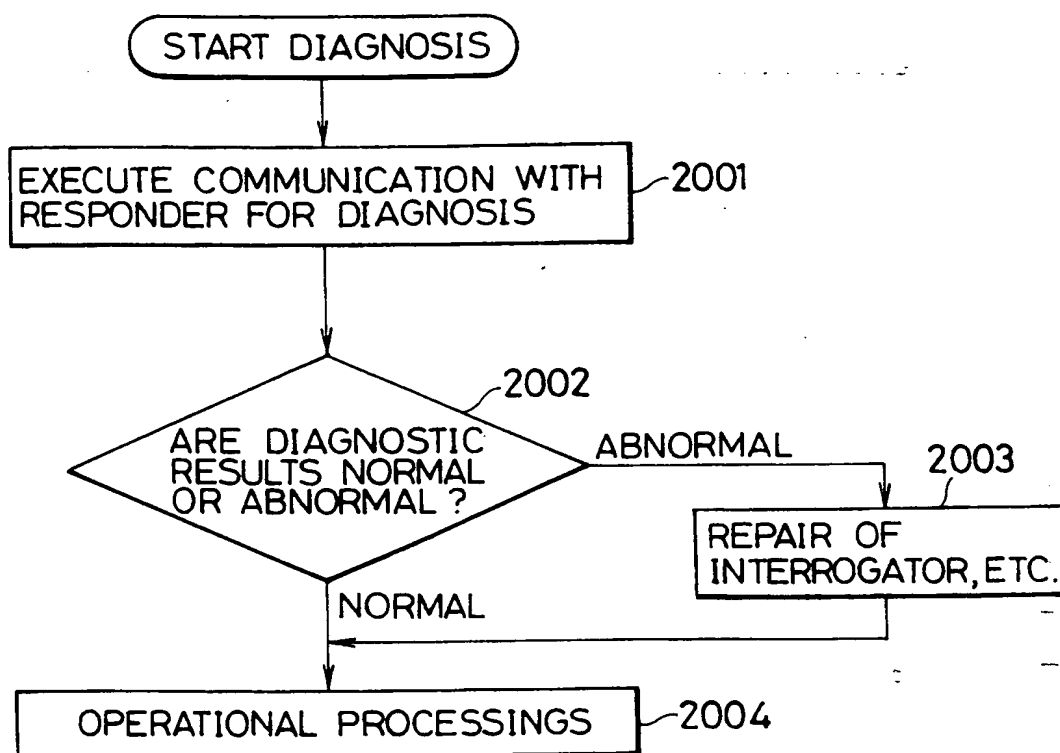 START DIAGNOSIS
EXECUTE COMMUNICATION WITH
RESPONDER FOR DIAGNOSIS
2001
2002
ARE DIAGNOSTIC
RESULTS NORMAL
OR ABNORMAL ?
ABNORMAL
2003
REPAIR OF
INTERROGATOR, ETC.
NORMAL
OPERATIONAL PROCESSINGS
2004